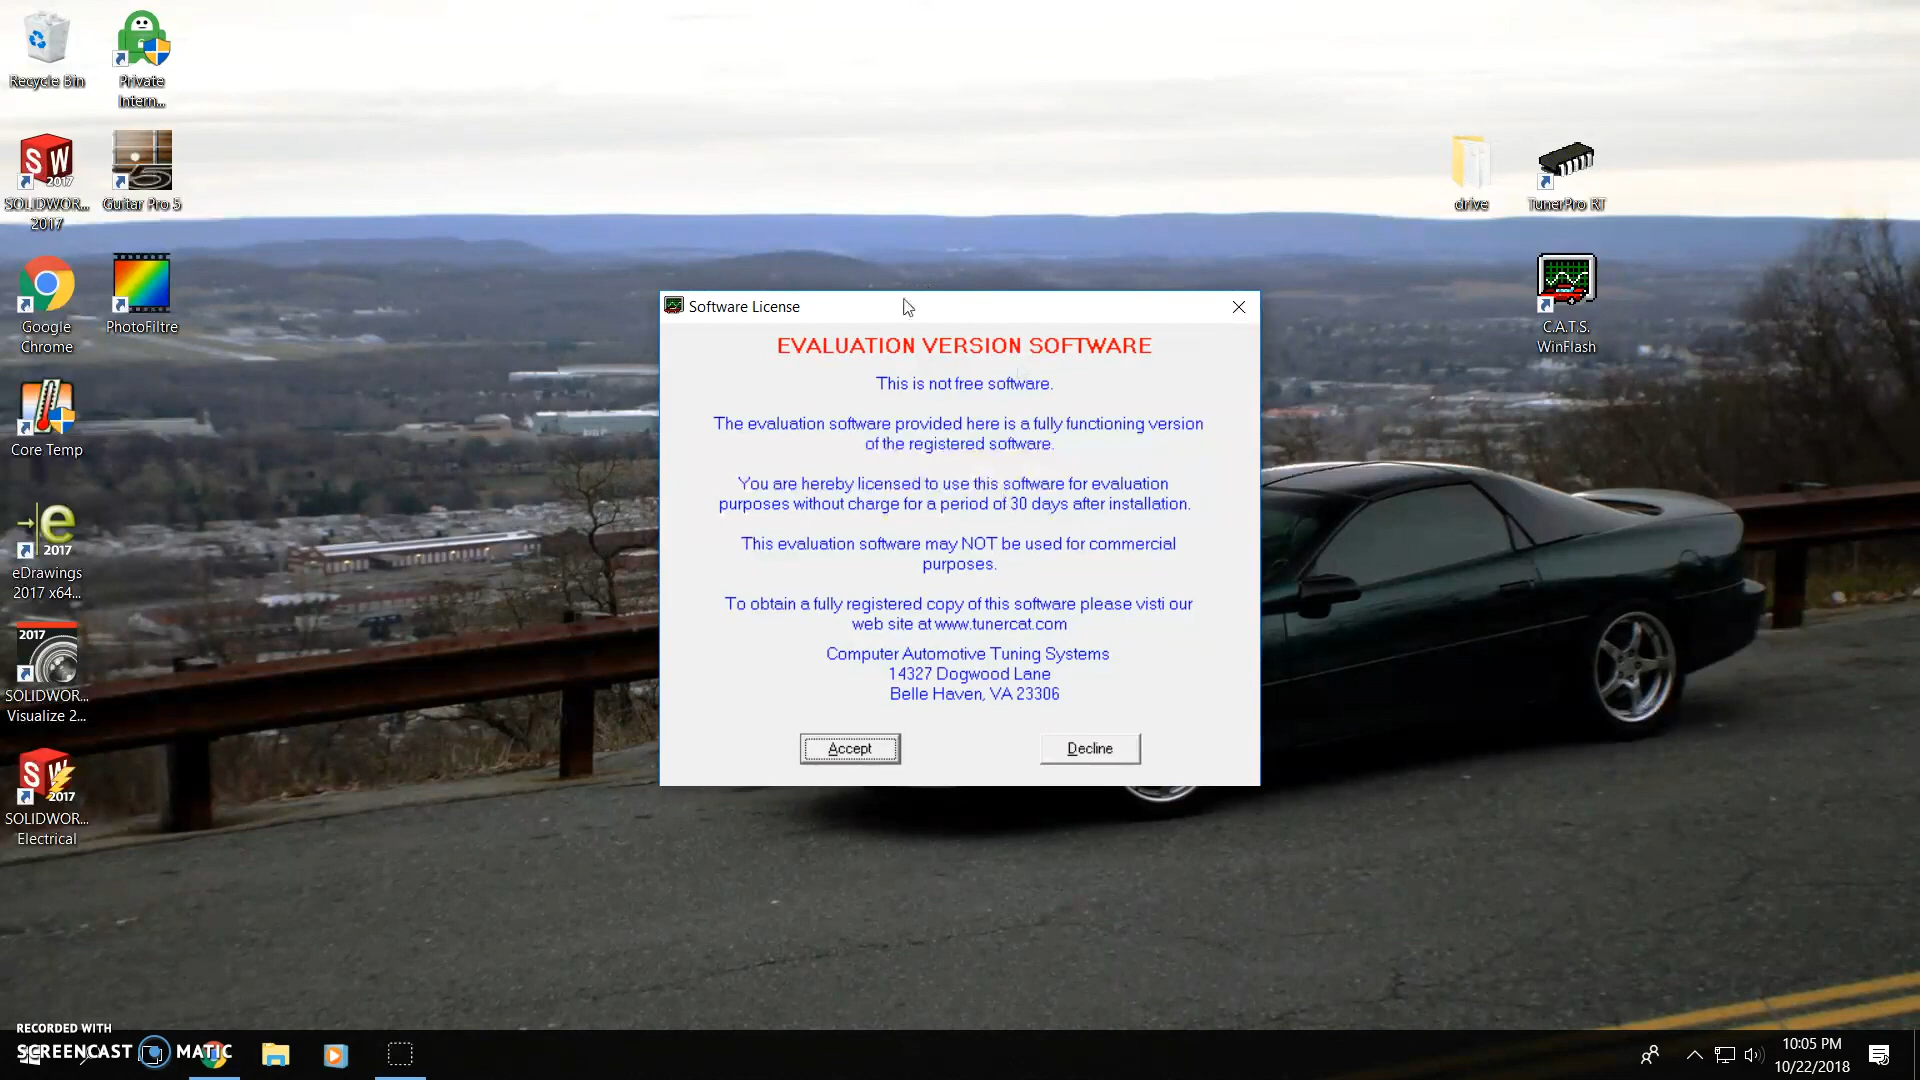 Recycle Bin
Private
Intern...
SOLIDWOR...
2017
Guitar Pro 5
Google
Chrome
PhotoFiltre
Core Temp
eDrawings
2017 x64...
SOLIDWOR...
Visualize 2...
SOLIDWOR...
Electrical
SW
2017
e
2017
2017
SW
2017
drive
TunerPro RT
C.A.T.S.
WinFlash
Software License
EVALUATION VERSION SOFTWARE
This is not free software.
The evaluation software provided here is a fully functioning version
of the registered software.
You are hereby licensed to use this software for evaluation
purposes without charge for a period of 30 days after installation.
This evaluation software may NOT be used for commercial
purposes.
To obtain a fully registered copy of this software please visti our
web site at www.tunercat.com
Computer Automotive Tuning Systems
14327 Dogwood Lane
Belle Haven, VA 23306
Accept
Decline
RECORDED WITH
SCREENCAST MATIC
10:05 PM
10/22/2018